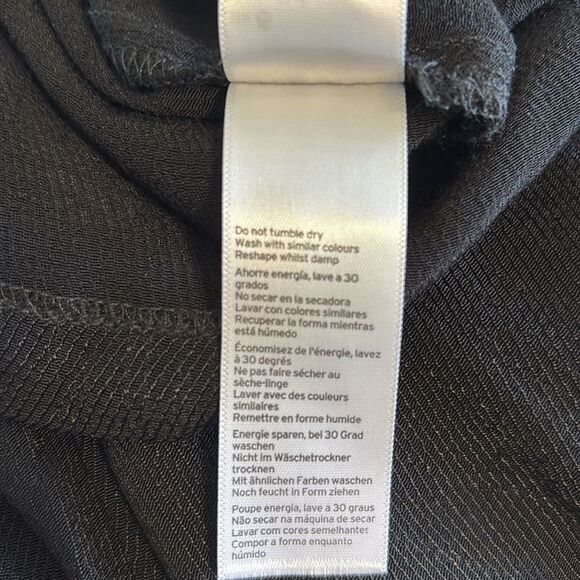 Do not tumble dry
Wash with similar colours
Reshape whilst damp
Ahorre energía, lave a 30
grados
No secar en la secadora
Lavar con colores similares
Recuperar la forma mientras
está húmedo
Économisez de l'énergie, lavez
à 30 degrés
Ne pas faire sécher au
sèche-linge
Laver avec des couleurs
similaires
Remettre en forme humide
Energie sparen, bei 30 Grad
waschen
Nicht im Wäschetrockner
trocknen
Mit ähnlichen Farben waschen
Noch feucht in Form ziehen
Poupe energia, lave a 30 graus
Não secar na máquina de secar
Lavar com cores semelhantes
Compor a forma enquanto
húmido